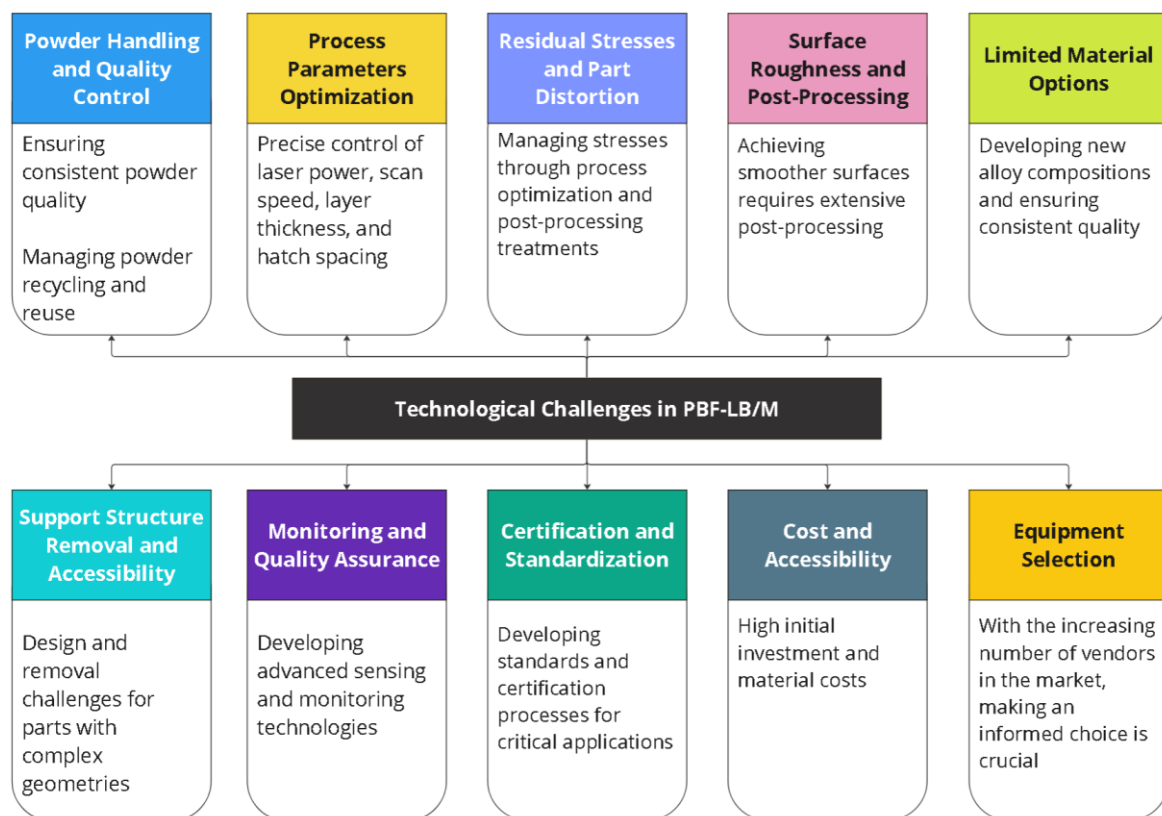 Powder Handling
and Quality
Control
Ensuring
consistent powder
quality
Managing powder
recycling and
reuse
Process
Parameters
Optimization
Precise control of
laser power, scan
speed, layer
thickness, and
hatch spacing
Residual Stresses
and Part
Distortion
Managing stresses
through process
optimization and
post-processing
treatments
Surface
Roughness and
Post-Processing
Achieving
smoother surfaces
requires extensive
post-processing
Limited Material
Options
Developing new
alloy compositions
and ensuring
consistent quality
Technological Challenges in PBF-LB/M
Support Structure
Removal and
Accessibility
Design and
removal
challenges for
parts with
complex
geometries
Monitoring and
Quality Assurance
Developing
advanced sensing
and monitoring
technologies
Certification and
Standardization
Developing
standards and
certification
processes for
critical applications
Cost and
Accessibility
High initial
investment and
material costs
Equipment
Selection
With the increasing
number of vendors
in the market,
making an
informed choice is
crucial